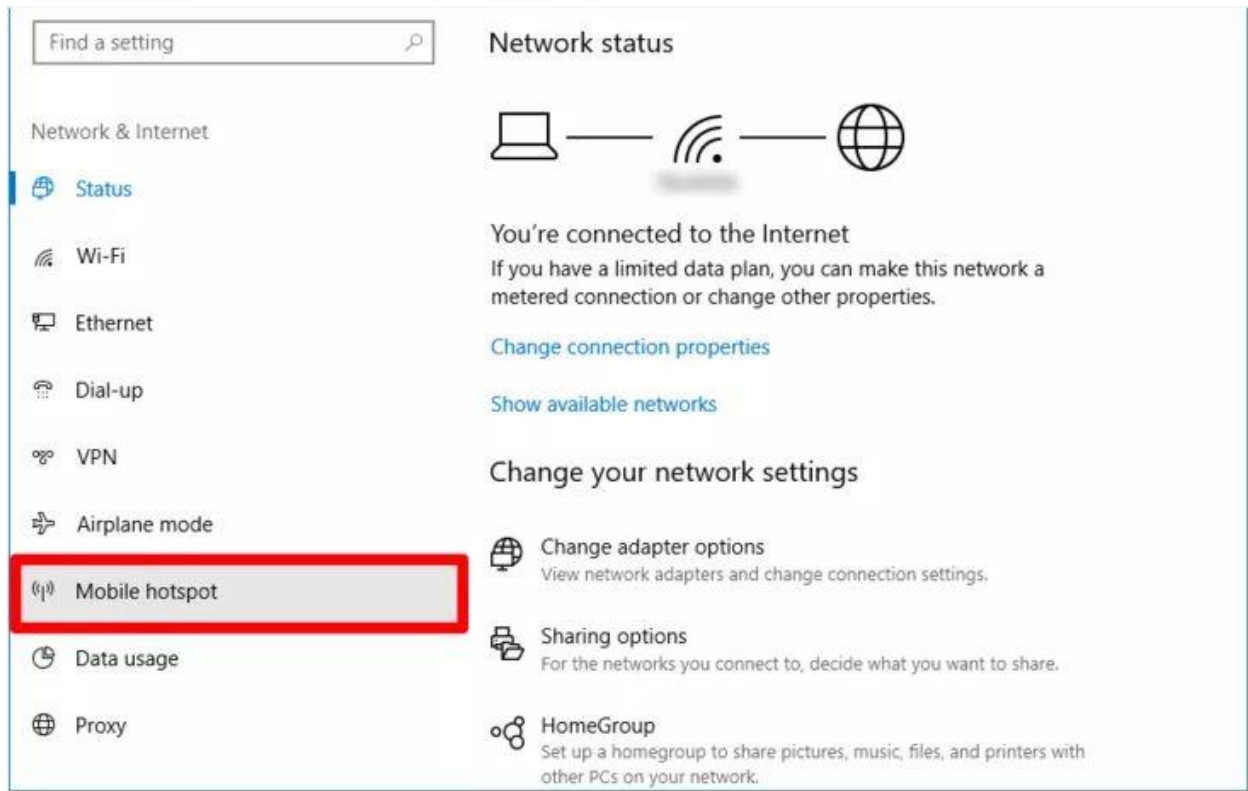 Find a setting
Network & Internet
Status
Wi-Fi
Ethernet
Dial-up
VPN
Airplane mode
Mobile hotspot
Data usage
Proxy
Network status
You're connected to the Internet
If you have a limited data plan, you can make this network a
metered connection or change other properties.
Change connection properties
Show available networks
Change your network settings
Change adapter options
View network adapters and change connection settings.
Sharing options
For the networks you connect to, decide what you want to share.
HomeGroup
Set up a homegroup to share pictures, music, files, and printers with
other PCs on your network.